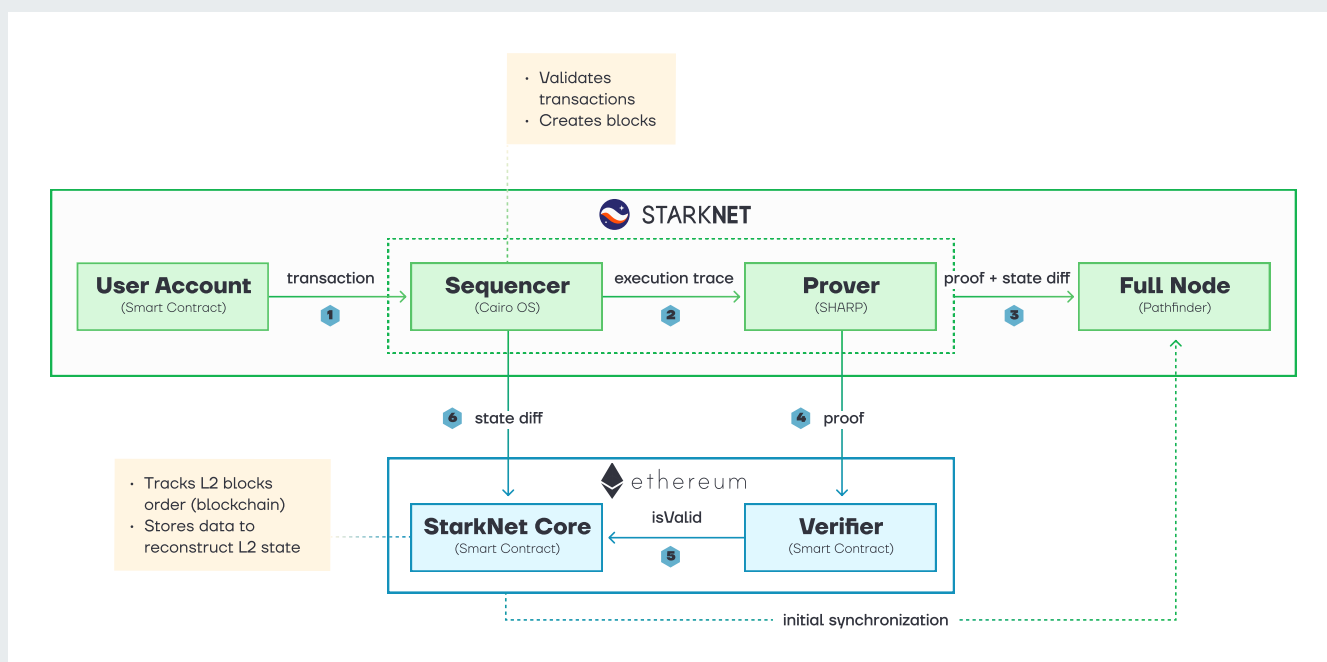 · Validates
transactions
· Creates blocks
STARKNET
User Account
(Smart Contract)
transaction
1
Sequencer
(Cairo OS)
execution trace
2
Prover
(SHARP)
proof + state diff
3
Full Node
(Pathfinder)
6 state diff
4 proof
· Tracks L2 blocks
order (blockchain)
· Stores data to
reconstruct L2 state
ethereum
StarkNet Core
(Smart Contract)
isValid
5
Verifier
(Smart Contract)
initial synchronization